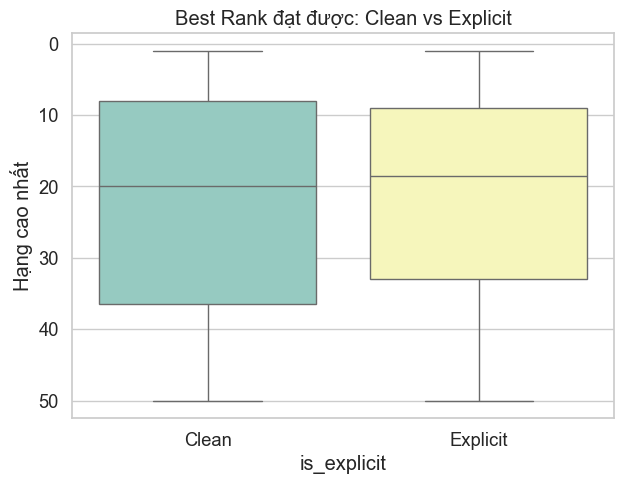 Best Rank đạt được: Clean vs Explicit
Hạng cao nhất
0
10
20
30
40
50
Clean
Explicit
is_explicit